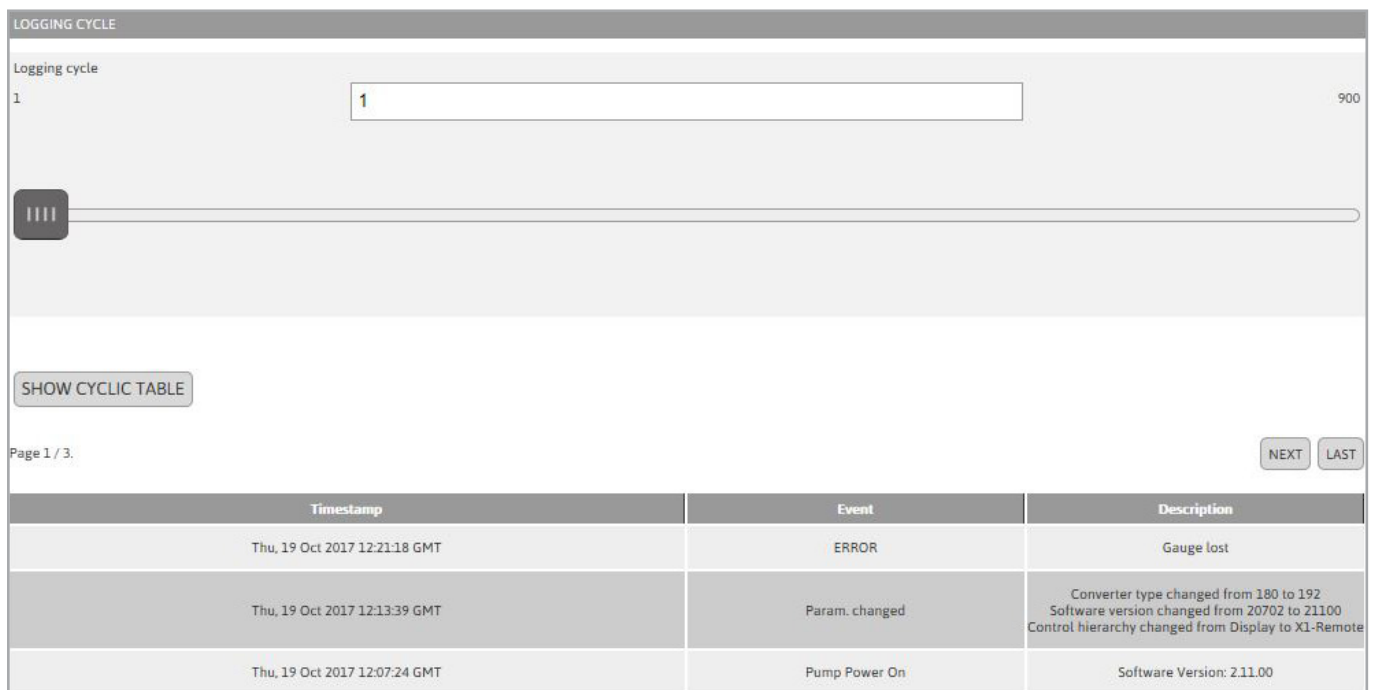 LOGGING CYCLE
Logging cycle
1 1 900
SHOW CYCLIC TABLE
Page 1 / 3. NEXT LAST
Timestamp Event Description
Thu, 19 Oct 2017 12:21:18 GMT ERROR Gauge lost
Converter type changed from 180 to 192
Thu, 19 Oct 2017 12:13:39 GMT Param. changed Software version changed from 20702 to 21100
Control hierarchy changed from Display to X1-Remote
Thu, 19 Oct 2017 12:07:24 GMT Pump Power On Software Version: 2.11.00